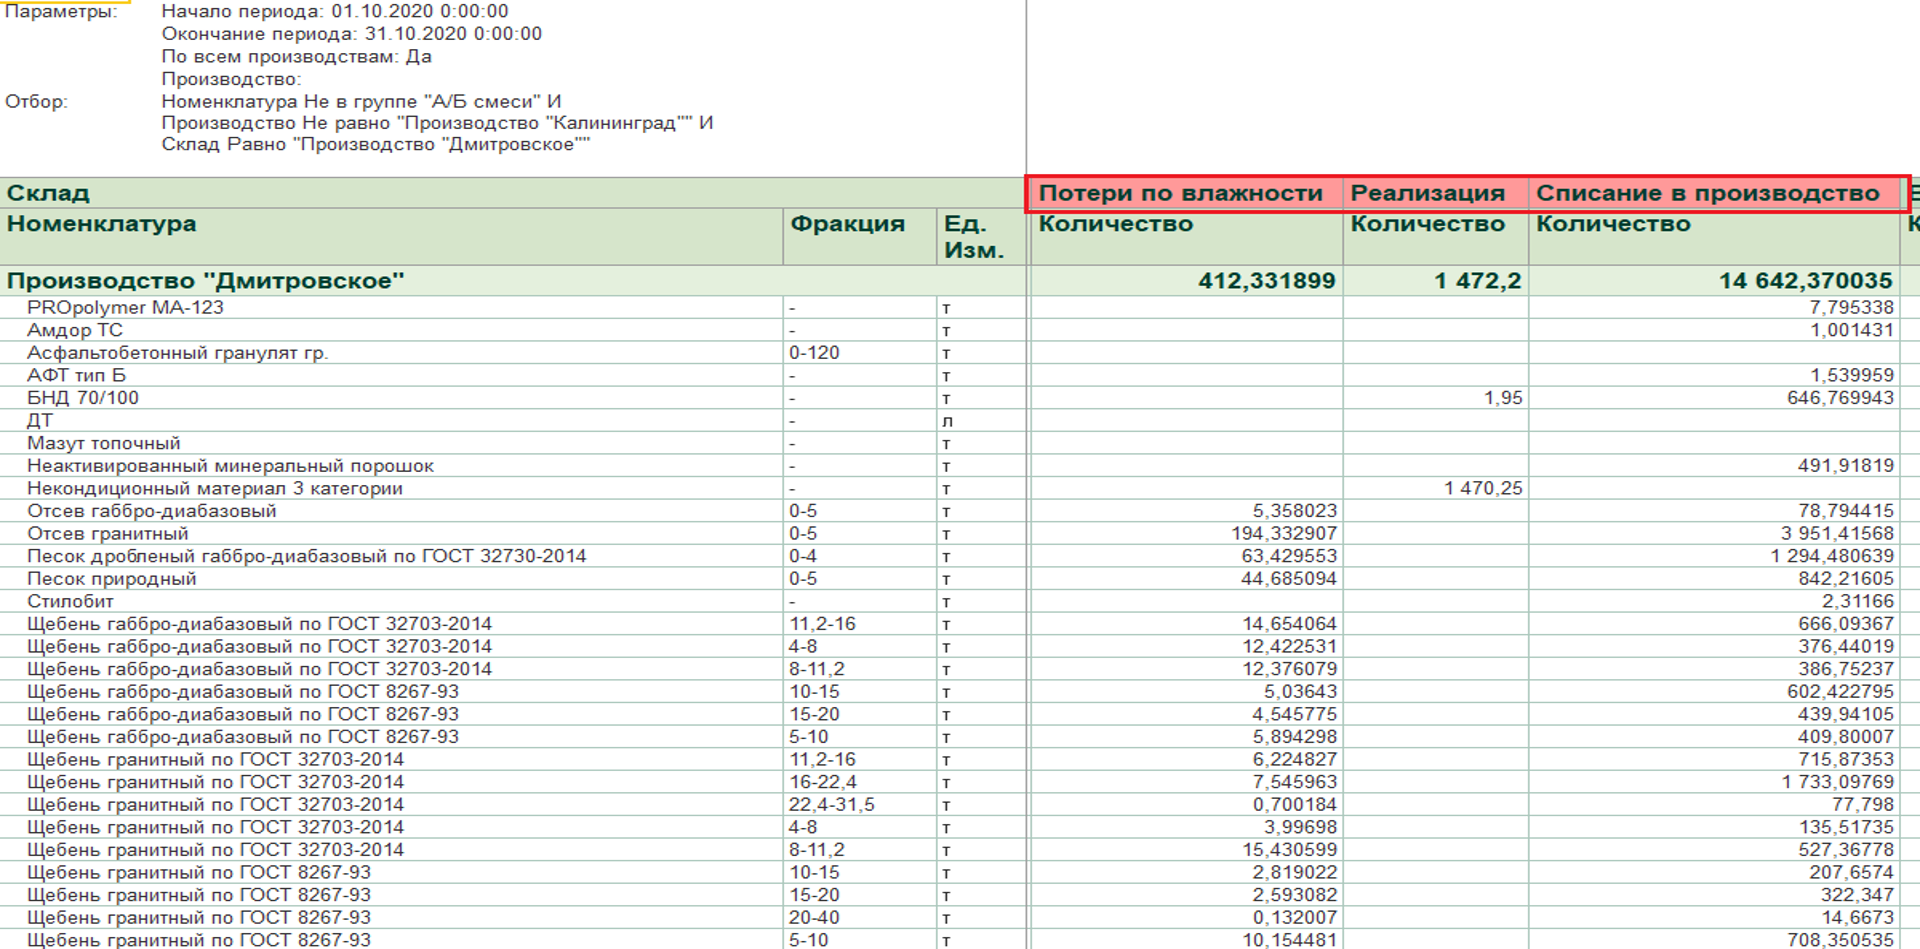 Параметры: Начало периода: 01.10.2020 0:00:00
Окончание периода: 31.10.2020 0:00:00
По всем производствам: Да
Производство:
Отбор: Номенклатура Не в группе "А/Б смеси" И
Производство Не равно "Производство "Калининград"" И
Склад Равно "Производство "Дмитровское""
Склад Потери по влажности Реализация Списание в производство
Номенклатура Фракция Ед. Изм. Количество Количество Количество
Производство "Дмитровское" 412,331899 1 472,2 14 642,370035
PROpolymer MA-123 - т 7,795338
Амдор ТС - т 1,001431
Асфальтобетонный гранулят гр. 0-120 т
АФТ тип Б - т 1,539959
БНД 70/100 - т 1,95 646,769943
ДТ - л
Мазут топочный - т
Неактивированный минеральный порошок - т 491,91819
Некондиционный материал 3 категории - т 1 470,25
Отсев габбро-диабазовый 0-5 т 5,358023 78,794415
Отсев гранитный 0-5 т 194,332907 3 951,41568
Песок дробленый габбро-диабазовый по ГОСТ 32730-2014 0-4 т 63,429553 1 294,480639
Песок природный 0-5 т 44,685094 842,21605
Стилобит - т 2,31166
Щебень габбро-диабазовый по ГОСТ 32703-2014 11,2-16 т 14,654064 666,09367
Щебень габбро-диабазовый по ГОСТ 32703-2014 4-8 т 12,422531 376,44019
Щебень габбро-диабазовый по ГОСТ 32703-2014 8-11,2 т 12,376079 386,75237
Щебень габбро-диабазовый по ГОСТ 8267-93 10-15 т 5,03643 602,422795
Щебень габбро-диабазовый по ГОСТ 8267-93 15-20 т 4,545775 439,94105
Щебень габбро-диабазовый по ГОСТ 8267-93 5-10 т 5,894298 409,80007
Щебень гранитный по ГОСТ 32703-2014 11,2-16 т 6,224827 715,87353
Щебень гранитный по ГОСТ 32703-2014 16-22,4 т 7,545963 1 733,09769
Щебень гранитный по ГОСТ 32703-2014 22,4-31,5 т 0,700184 77,798
Щебень гранитный по ГОСТ 32703-2014 4-8 т 3,99698 135,51735
Щебень гранитный по ГОСТ 32703-2014 8-11,2 т 15,430599 527,36778
Щебень гранитный по ГОСТ 8267-93 10-15 т 2,819022 207,6574
Щебень гранитный по ГОСТ 8267-93 15-20 т 2,593082 322,347
Щебень гранитный по ГОСТ 8267-93 20-40 т 0,132007 14,6673
Щебень гранитный по ГОСТ 8267-93 5-10 т 10,154481 708,350535